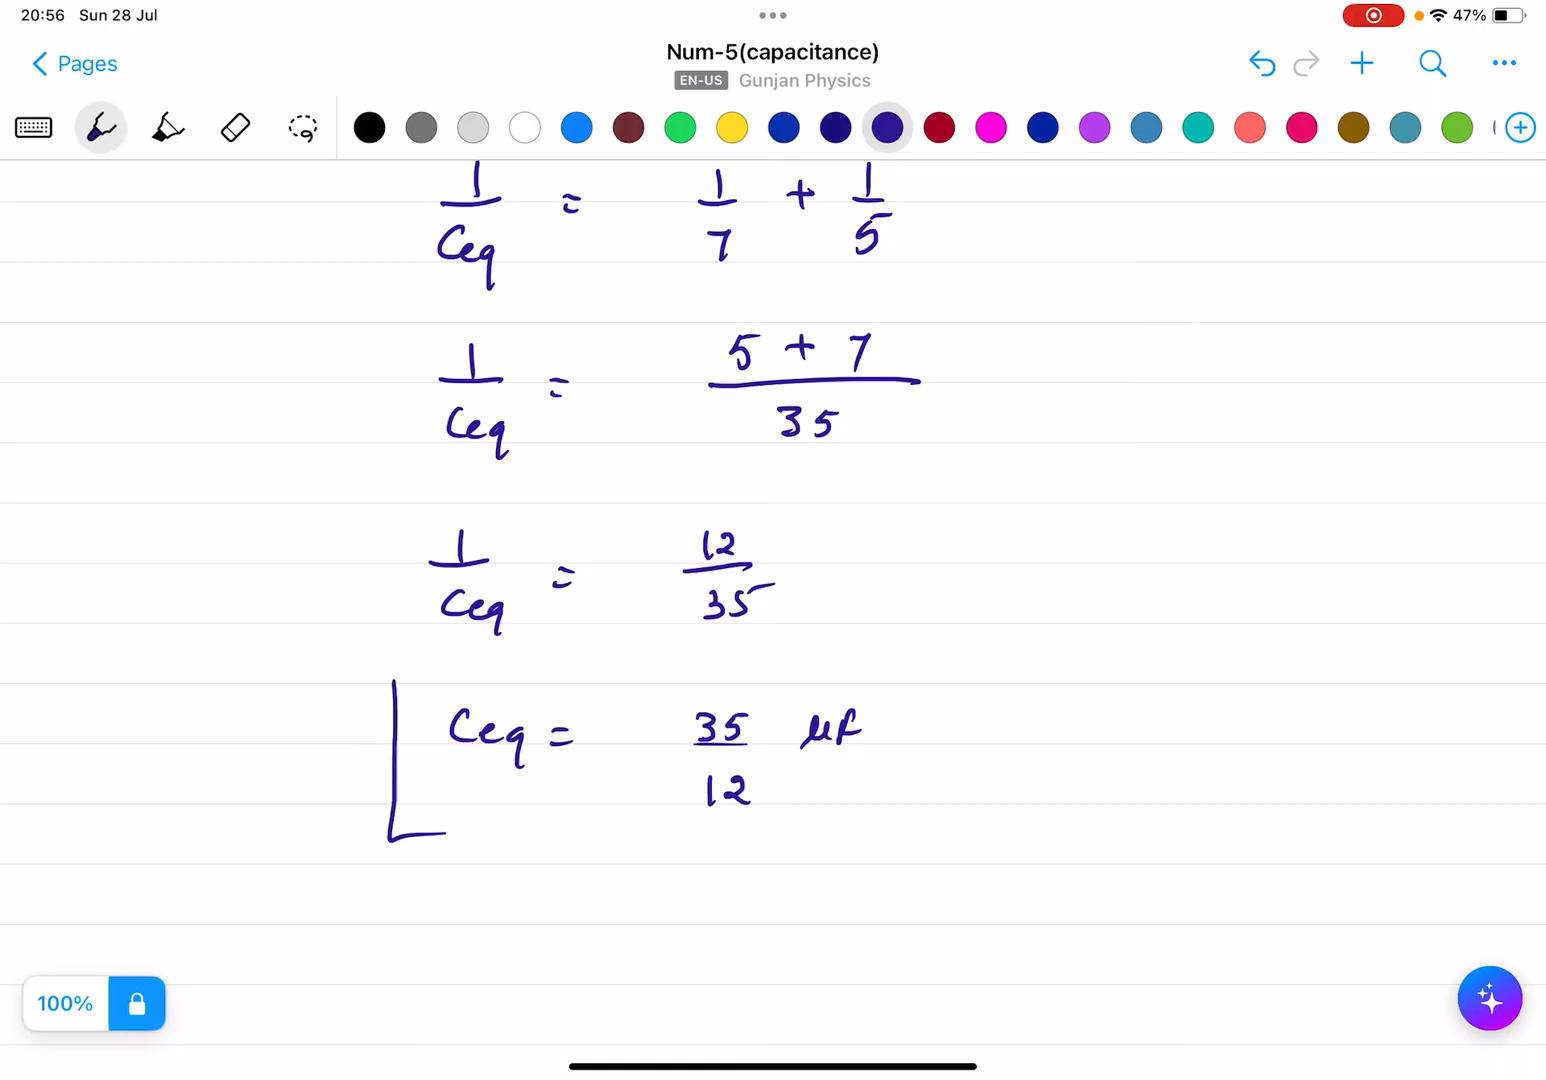 20:56 Sun 28 Jul
47%
Pages
Num-5(capacitance)
EN-US Gunjan Physics
1/Ceq = 1/7 + 1/5
1/Ceq = 5 + 7/35
1/Ceq = 12/35
Ceq = 35/12 μf
100%